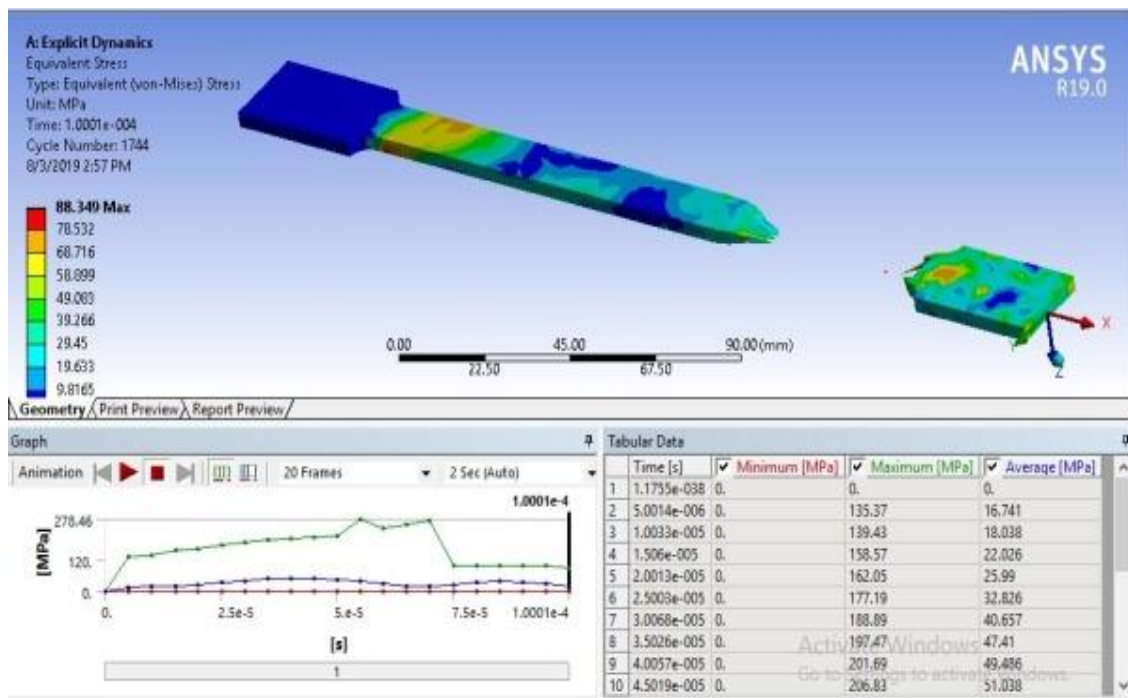 A: Explicit Dynamics
Equivalent Stress
Type: Equivalent (von-Mises) Stress
Unit: MPa
Time: 1.0001e-004
Cycle Number: 1744
8/3/2019 2:57 PM
ANSYS
R19.0
88.349 Max
78.532
68.716
58.899
49.083
39.266
29.45
19.633
9.8165
X
Z
0.00 45.00 90.00 (mm)
22.50 67.50
Geometry Print Preview Report Preview
Graph
Animation 20 Frames 2 Sec (Auto)
1.0001e-4
278.46
120.
0.
[MPa]
0. 2.5e-5 5.e-5 7.5e-5 1.0001e-4
[s]
1
Tabular Data
Time [s] Minimum [MPa] Maximum [MPa] Average [MPa]
1 1.1755e-038 0. 0. 0.
2 5.0014e-006 0. 135.37 16.741
3 1.0033e-005 0. 139.43 18.038
4 1.506e-005 0. 158.57 22.026
5 2.0013e-005 0. 162.05 25.99
6 2.5003e-005 0. 177.19 32.826
7 3.0068e-005 0. 188.89 40.657
8 3.5026e-005 0. 197.47 47.41
9 4.0057e-005 0. 201.69 49.486
10 4.5019e-005 0. 206.83 51.038
Activate Windows
Go to Settings to activate Windows.